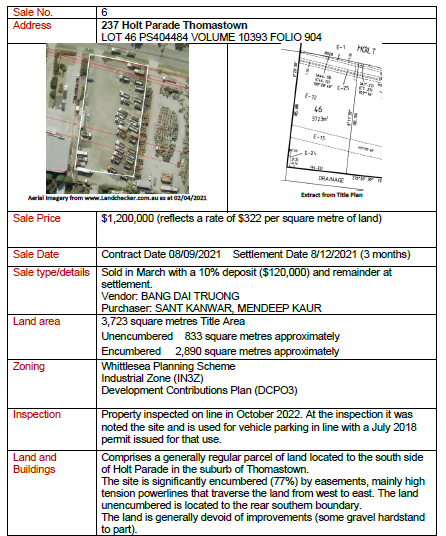 Sale No. 6
Address 237 Holt Parade Thomastown
LOT 46 PS404484 VOLUME 10393 FOLIO 904
E-1 HOLT
E-25
E-12
46
3723m²
E-15
E-24
DRAINAGE
Aerial Imagery from www.Landchecker.com.au as at 02/04/2021
Extract from Title Plan
Sale Price $1,200,000 (reflects a rate of $322 per square metre of land)
Sale Date Contract Date 08/09/2021 Settlement Date 8/12/2021 (3 months)
Sale type/details Sold in March with a 10% deposit ($120,000) and remainder at
settlement.
Vendor: BANG DAI TRUONG
Purchaser: SANT KANWAR, MENDEEP KAUR
Land area 3,723 square metres Title Area
Unencumbered 833 square metres approximately
Encumbered 2,890 square metres approximately
Zoning Whittlesea Planning Scheme
Industrial Zone (IN3Z)
Development Contributions Plan (DCPO3)
Inspection Property inspected on line in October 2022. At the inspection it was
noted the site and is used for vehicle parking in line with a July 2018
permit issued for that use.
Land and Comprises a generally regular parcel of land located to the south side
Buildings of Holt Parade in the suburb of Thomastown.
The site is significantly encumbered (77%) by easements, mainly high
tension powerlines that traverse the land from west to east. The land
unencumbered is located to the rear southern boundary.
The land is generally devoid of improvements (some gravel hardstand
to part).